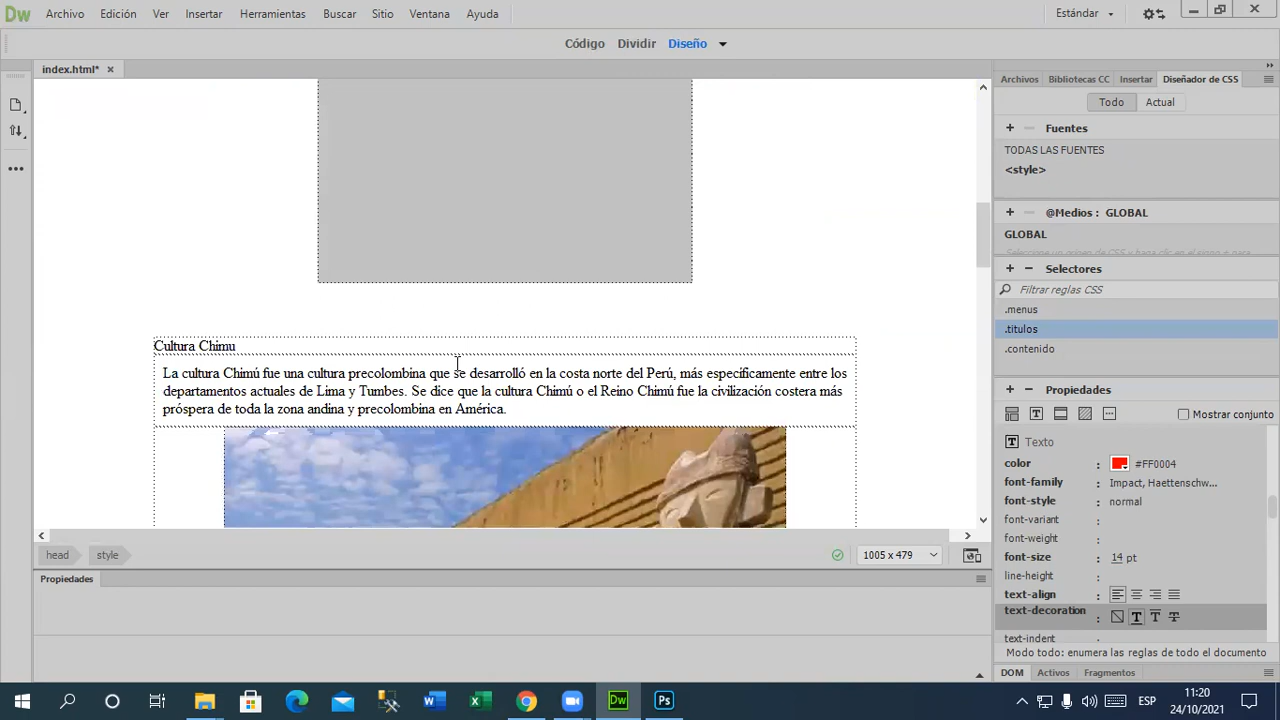 Dw Archivo Edición Ver Insertar Herramientas Buscar Sitio Ventana Ayuda Estándar
Código Dividir Diseño
index.html* ×
Archivos Bibliotecas CC Insertar Diseñador de CSS
Todo Actual
Fuentes
TODAS LAS FUENTES
<style>
@Medios : GLOBAL
GLOBAL
Selectores
Filtrar reglas CSS
.menus
.titulos
.contenido
Propiedades
Mostrar conjunto
Texto
color : #FF0004
font-family : Impact, Haettenschw...
font-style : normal
font-variant :
font-weight :
font-size : 14 pt
line-height :
text-align :
text-decoration :
text-indent
Modo todo: enumera las reglas de todo el documento
DOM Activos Fragmentos
Cultura Chimu
La cultura Chimú fue una cultura precolombina que se desarrolló en la costa norte del Perú, más específicamente entre los
departamentos actuales de Lima y Tumbes. Se dice que la cultura Chimú o el Reino Chimú fue la civilización costera más
próspera de toda la zona andina y precolombina en América.
head style 1005 x 479
Propiedades
Dw Ps
ESP
11:20
24/10/2021